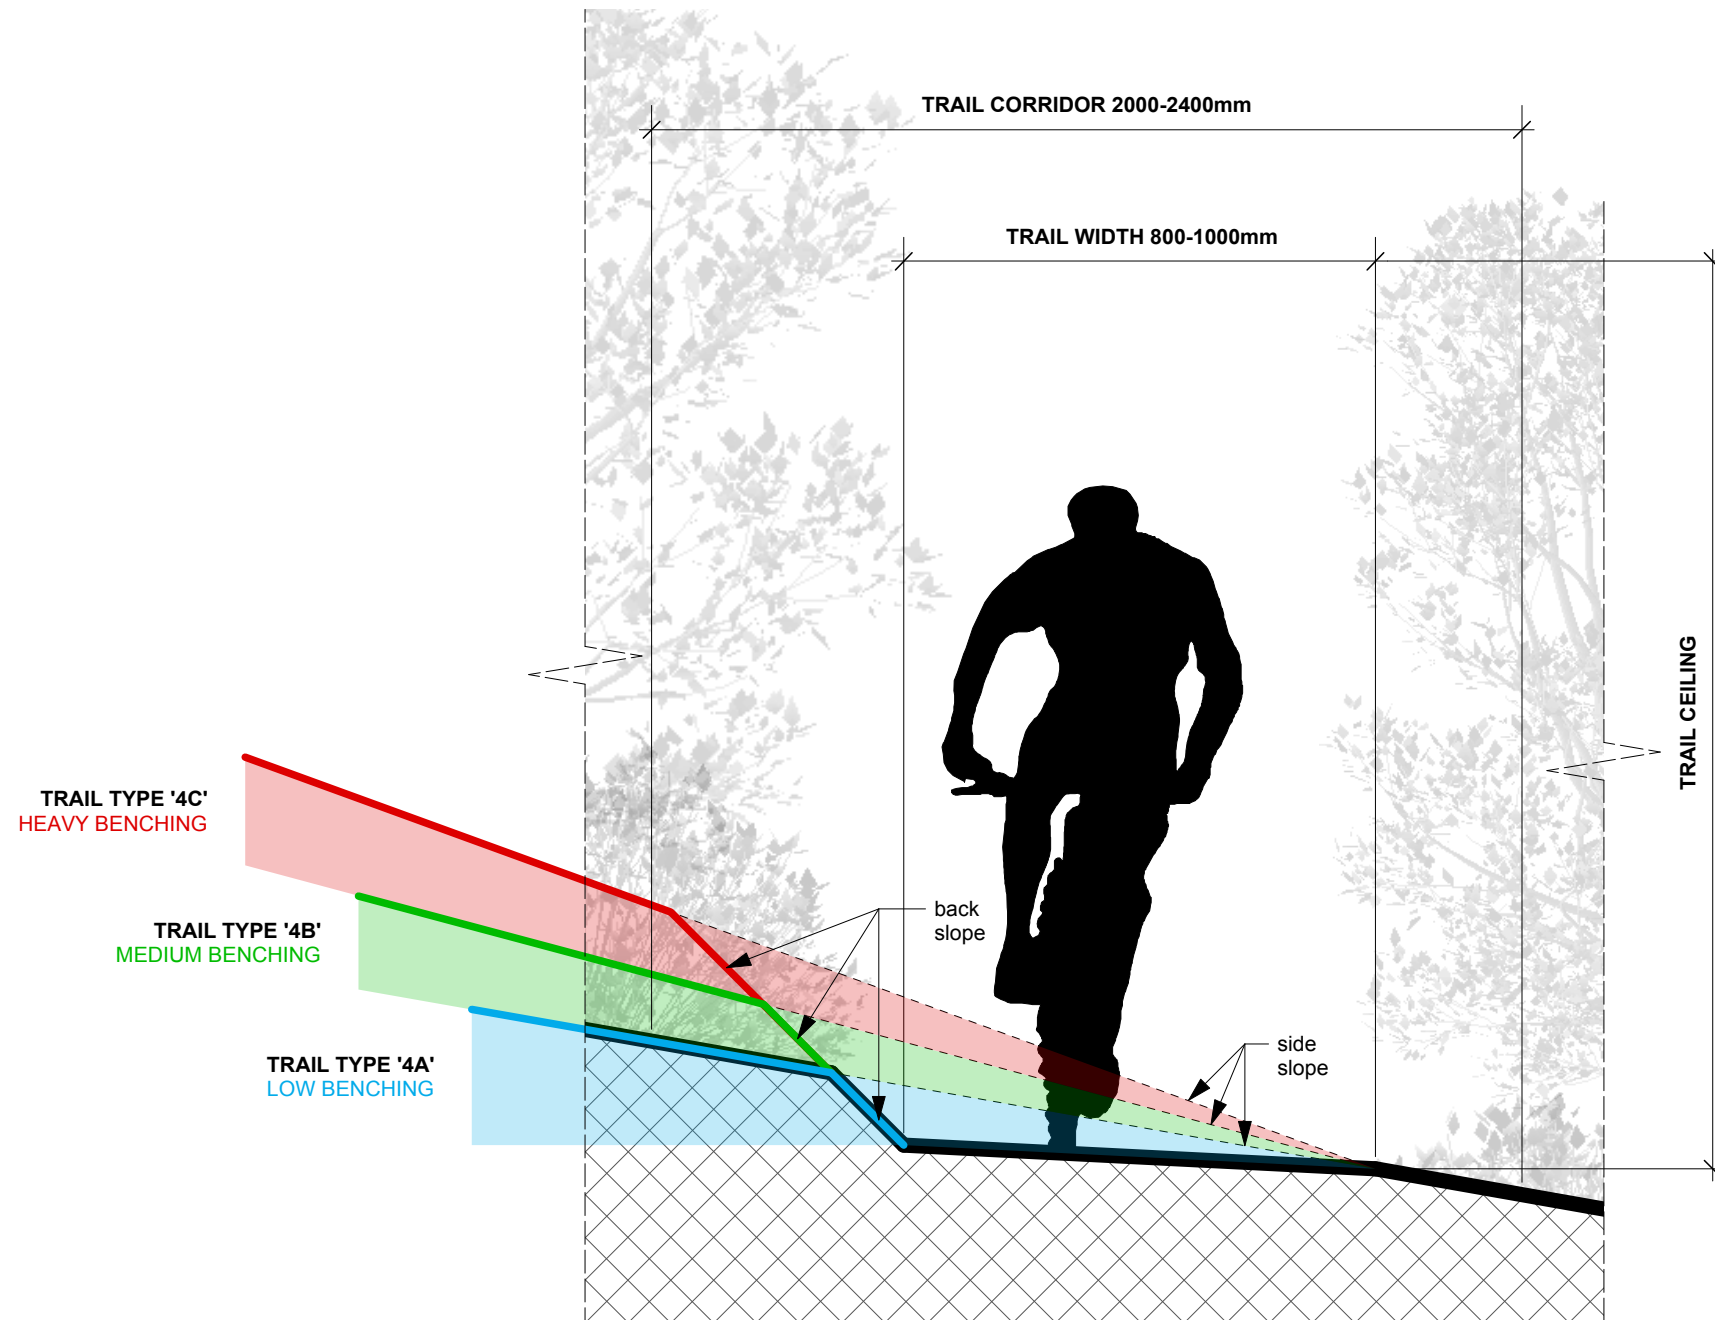 TRAIL CORRIDOR 2000-2400mm
TRAIL WIDTH 800-1000mm
TRAIL CEILING
TRAIL TYPE '4C'
HEAVY BENCHING
back
slope
TRAIL TYPE '4B'
MEDIUM BENCHING
side
slope
TRAIL TYPE '4A'
LOW BENCHING